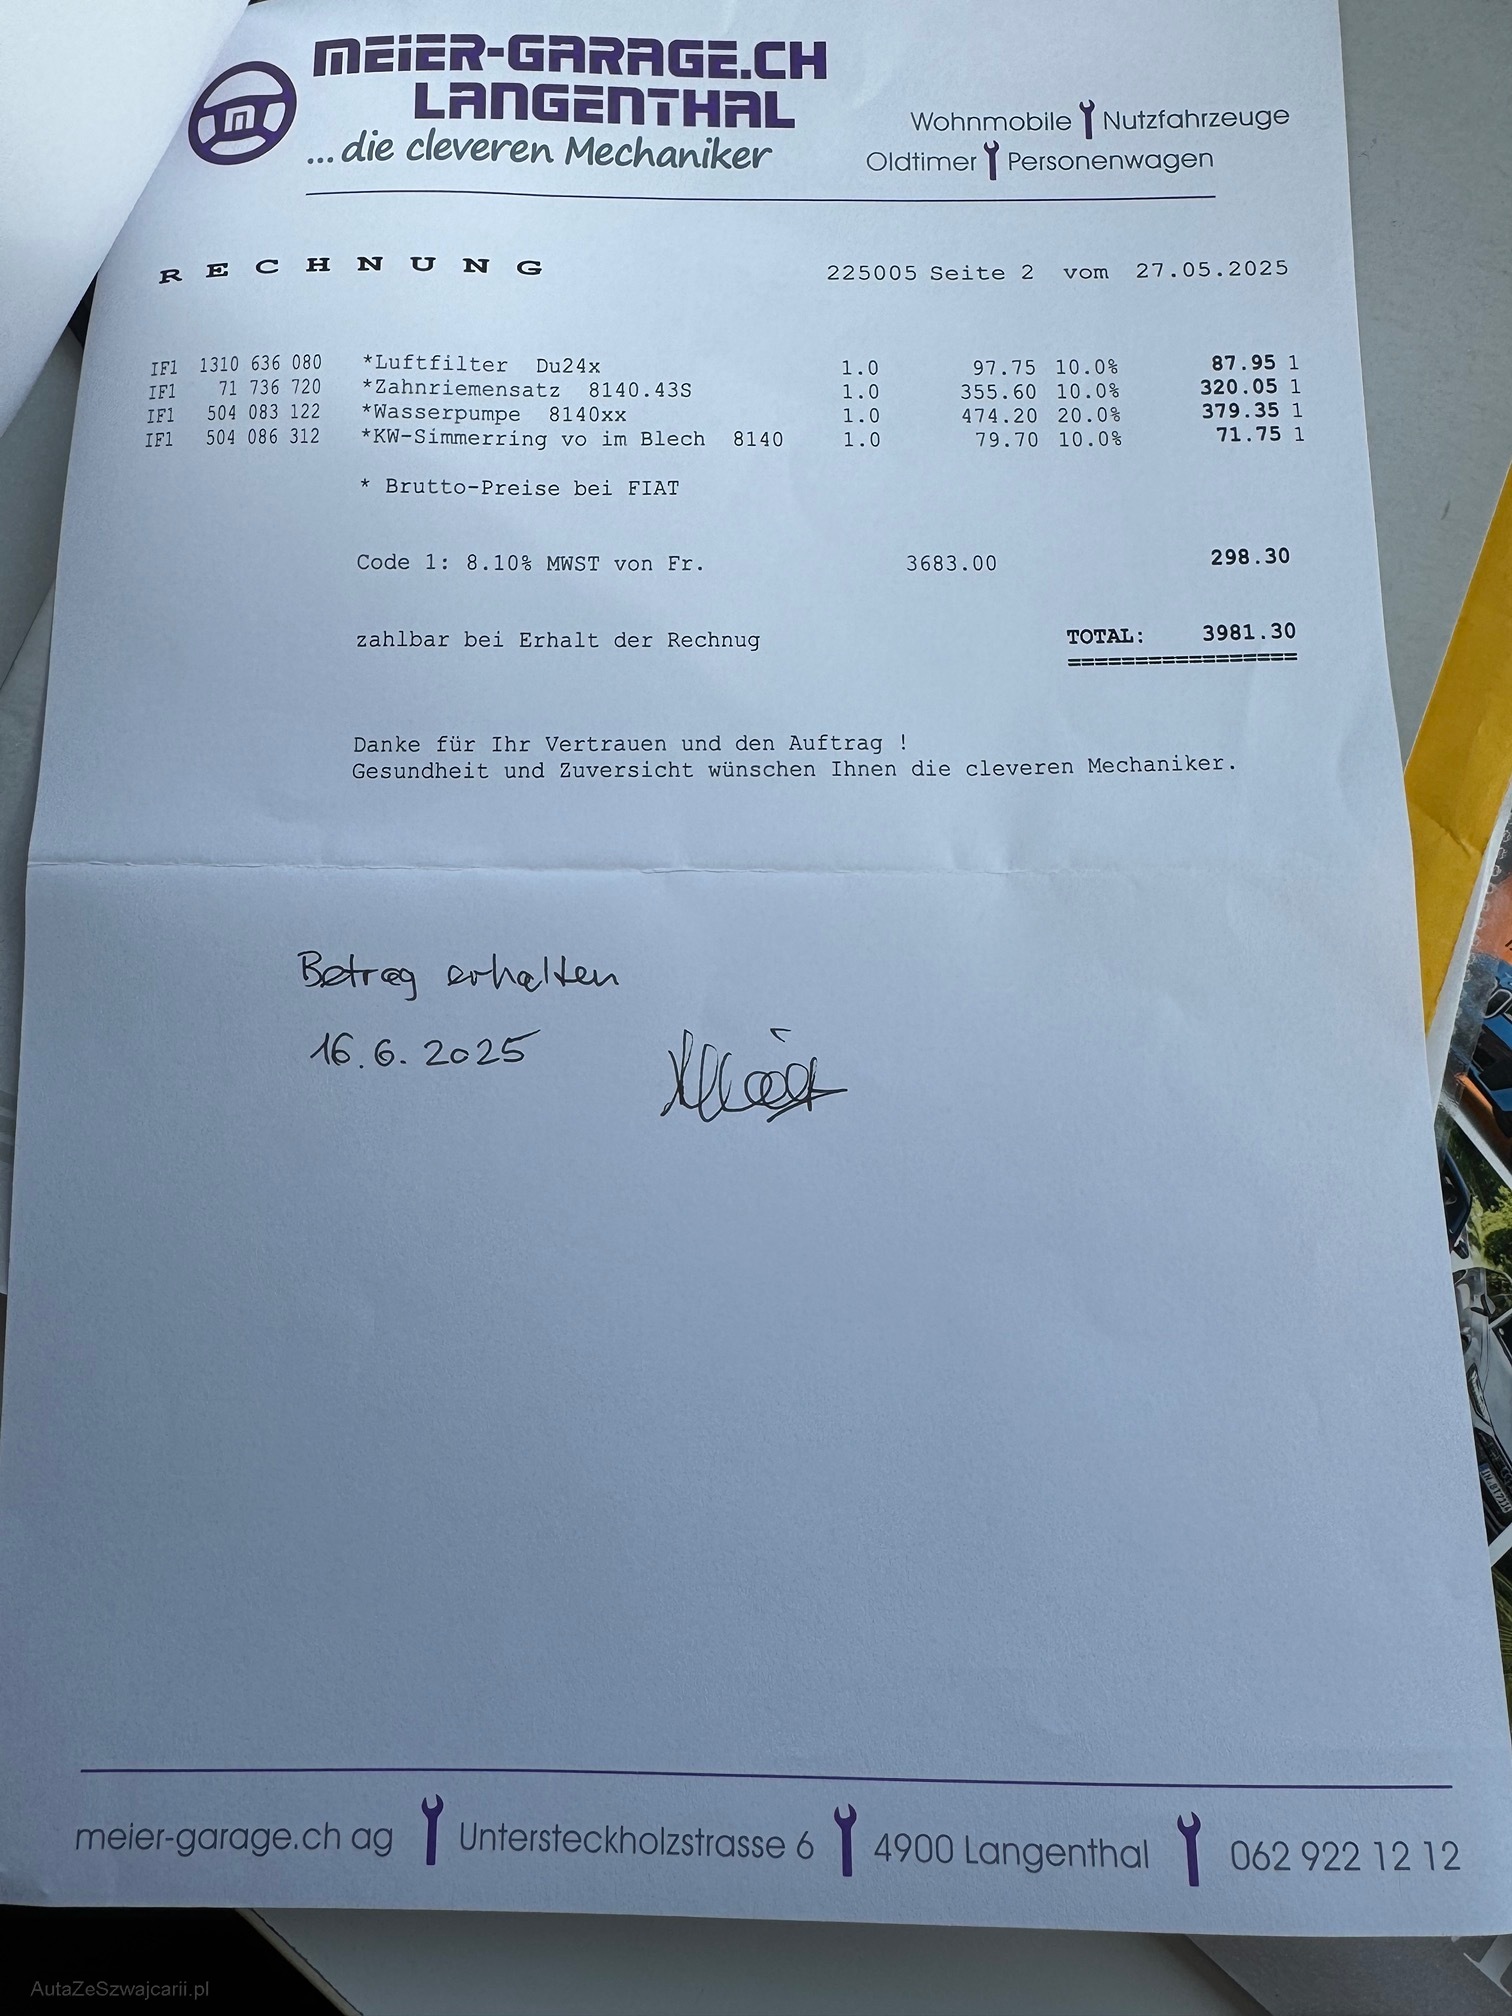 MEIER-GARAGE.CH
LANGENTHAL
...die cleveren Mechaniker
Wohnmobile Nutzfahrzeuge
Oldtimer Personenwagen
RECHNUNG 225005 Seite 2 vom 27.05.2025
IF1 1310 636 080 *Luftfilter Du24x 1.0 97.75 10.0% 87.95 1
IF1 71 736 720 *Zahnriemensatz 8140.43S 1.0 355.60 10.0% 320.05 1
IF1 504 083 122 *Wasserpumpe 8140xx 1.0 474.20 20.0% 379.35 1
IF1 504 086 312 *KW-Simmerring vo im Blech 8140 1.0 79.70 10.0% 71.75 1
* Brutto-Preise bei FIAT
Code 1: 8.10% MWST von Fr. 3683.00 298.30
zahlbar bei Erhalt der Rechnug TOTAL: 3981.30
Danke für Ihr Vertrauen und den Auftrag !
Gesundheit und Zuversicht wünschen Ihnen die cleveren Mechaniker.
Betrag erhalten
16.6.2025
meier-garage.ch ag Untersteckholzstrasse 6 4900 Langenthal 062 922 12 12
AutaZeSzwajcarii.pl